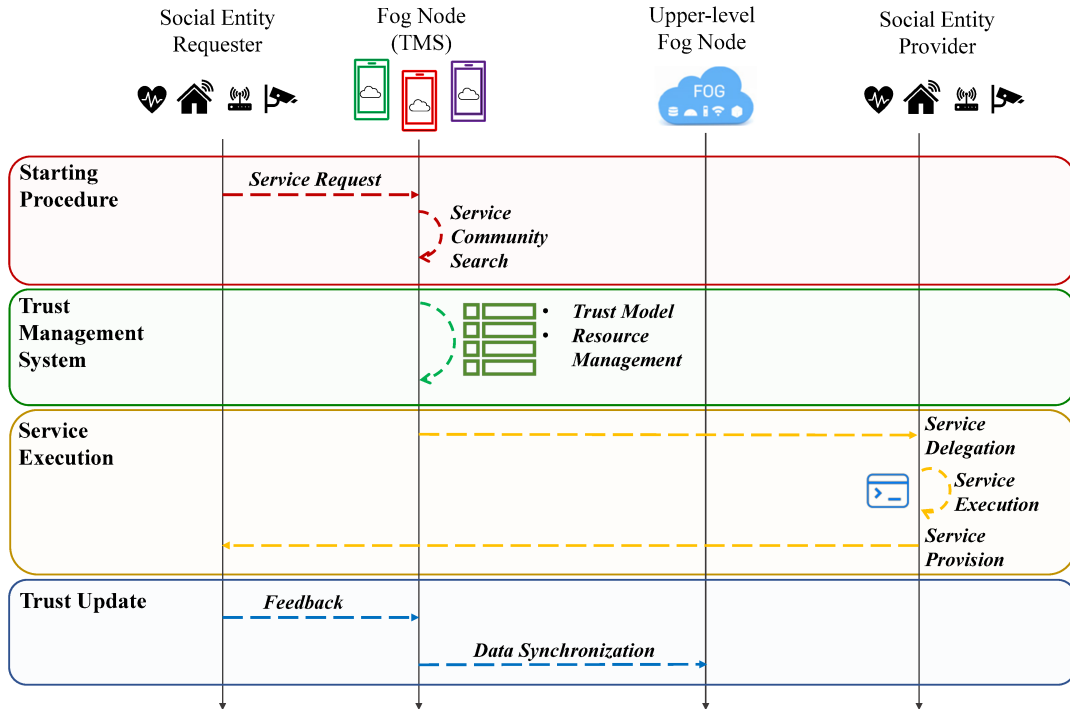 Social Entity
Requester
Fog Node
(TMS)
Upper-level
Fog Node
Social Entity
Provider
FOG
Starting
Procedure
Service Request
Service
Community
Search
Trust
Management
System
• Trust Model
• Resource
Management
Service
Execution
Service
Delegation
Service
Execution
Service
Provision
Trust Update
Feedback
Data Synchronization